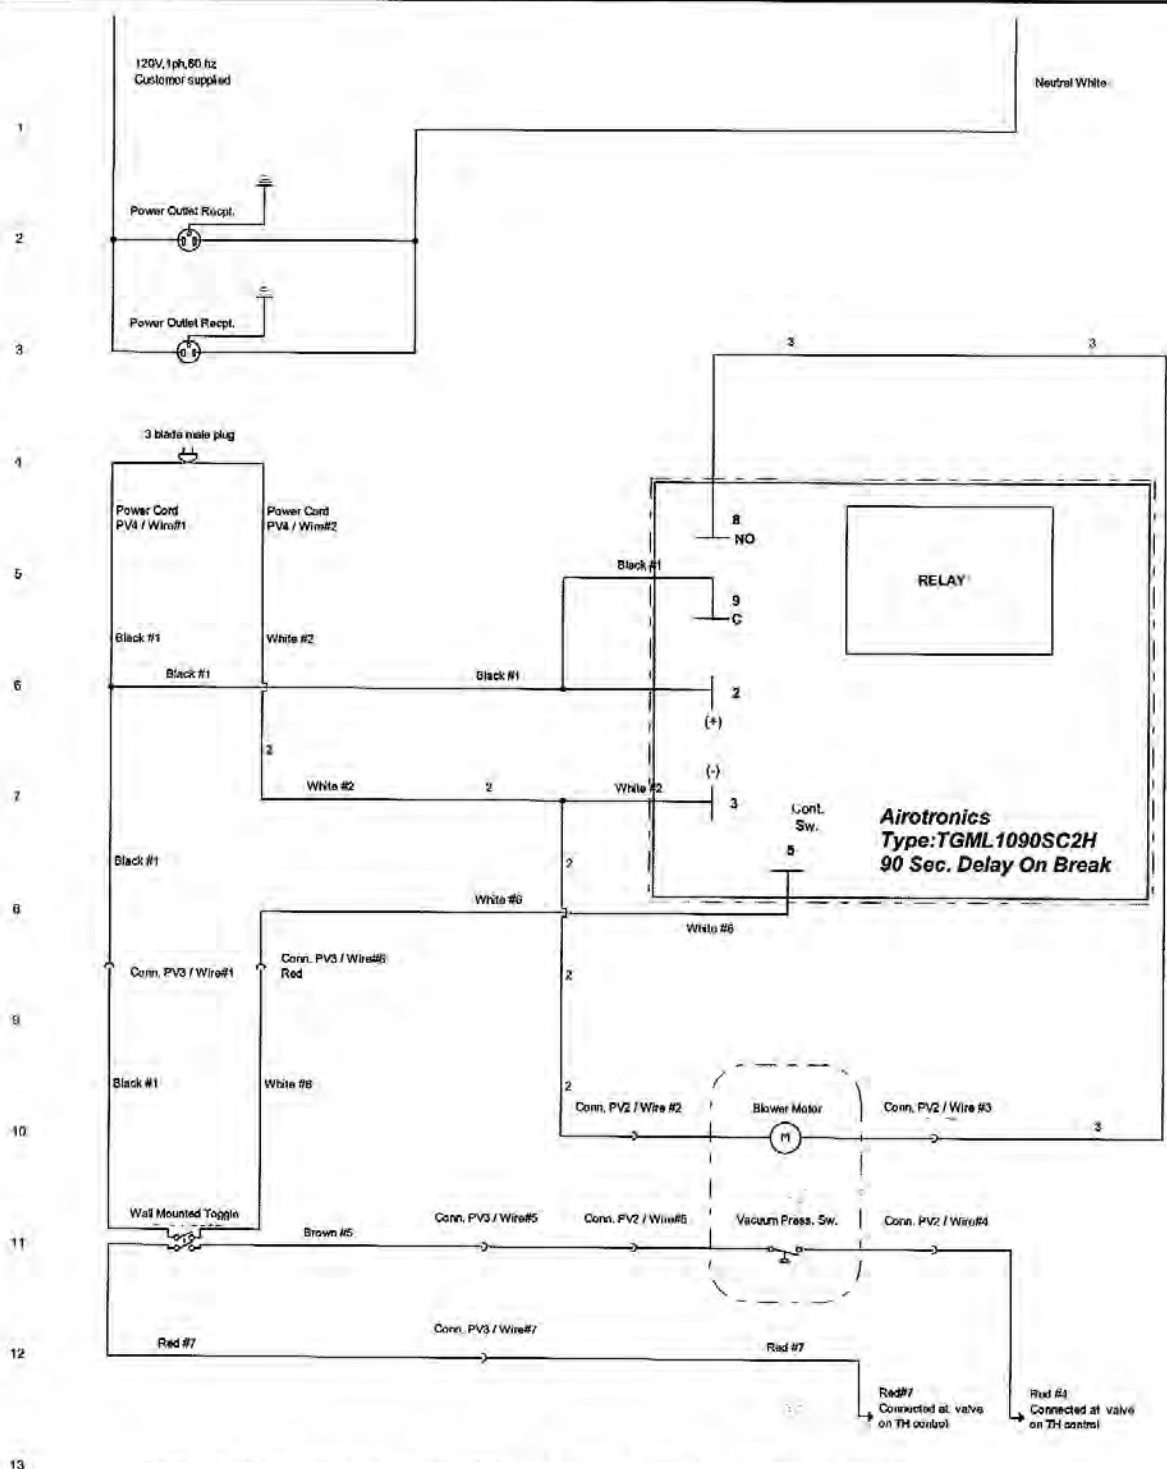 120V,1ph,60 hz
Customer supplied
Neutral White
1
Power Outlet Recpt.
2
Power Outlet Recpt.
3
3
3
3 blade male plug
4
Power Cord
PV4 / Wire#1
Power Cord
PV4 / Wire#2
8
NO
Black #1
5
RELAY
9
C
Black #1
White #2
Black #1
Black #1
6
2
(+)
2
(-)
White #2
2
White #2
7
3
Cont.
Sw.
Airotronics
Type:TGML1090SC2H
90 Sec. Delay On Break
5
Black #1
2
White #6
8
White #6
Conn. PV3 / Wire#1
Conn. PV3 / Wire#6
Red
2
9
Black #1
White #6
2
Conn. PV2 / Wire #2
Blower Motor
Conn. PV2 / Wire #3
10
M
3
Wall Mounted Toggle
Brown #5
Conn. PV3 / Wire#5
Conn. PV2 / Wire#5
Vacuum Press. Sw.
Conn. PV2 / Wire#4
11
Conn. PV3 / Wire#7
12
Red #7
Red #7
Red#7
Connected at valve
on TH control
Red #4
Connected at valve
on TH control
13